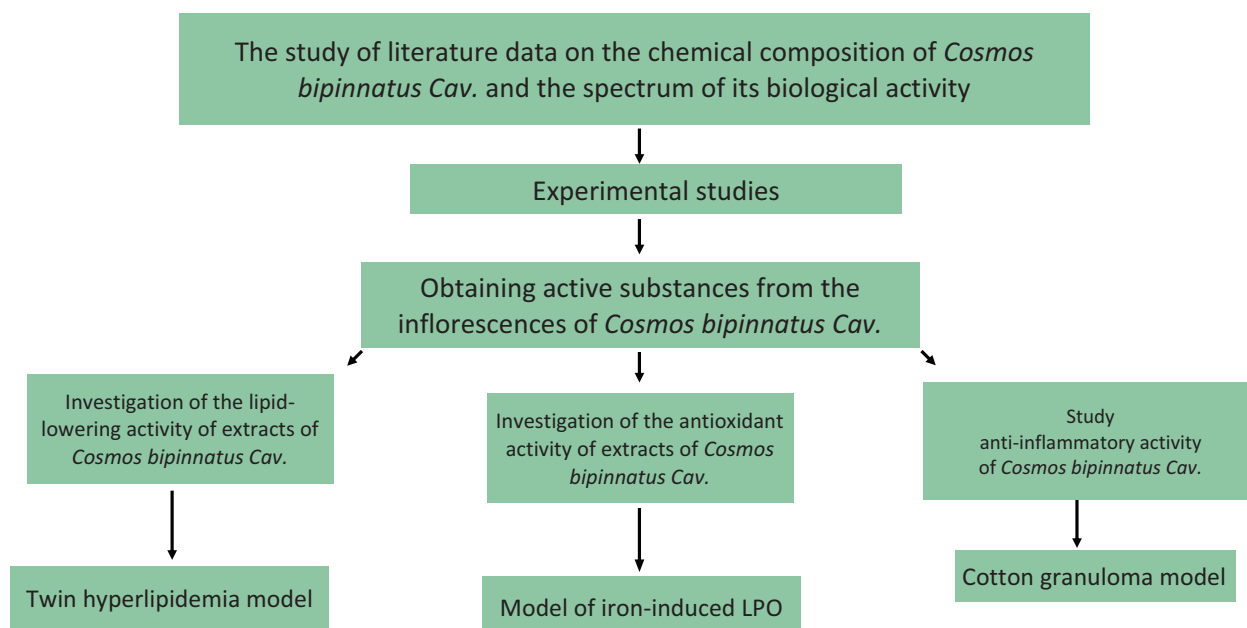 The study of literature data on the chemical composition of Cosmos
bipinnatus Cav. and the spectrum of its biological activity
Experimental studies
Obtaining active substances from the
inflorescences of Cosmos bipinnatus Cav.
Investigation of the lipid-
lowering activity of extracts of
Cosmos bipinnatus Cav.
Investigation of the antioxidant
activity of extracts of Cosmos
bipinnatus Cav.
Study
anti-inflammatory activity
of Cosmos bipinnatus Cav.
Twin hyperlipidemia model
Model of iron-induced LPO
Cotton granuloma model